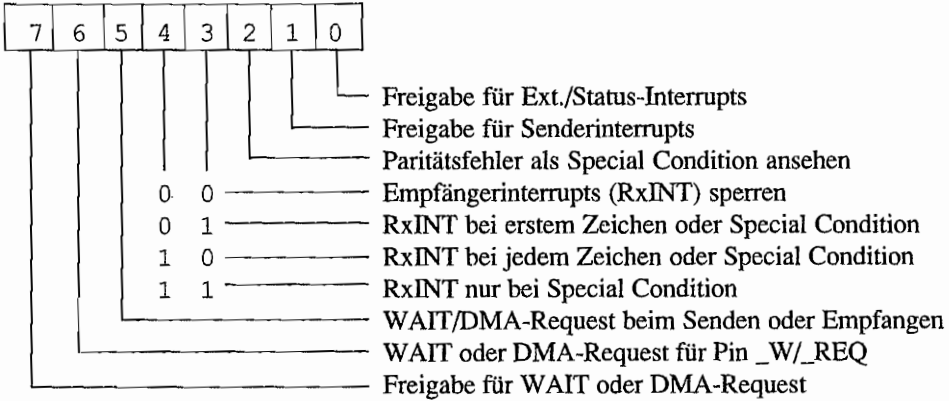 7 6 5 4 3 2 1 0
Freigabe für Ext./Status-Interrupts
Freigabe für Senderinterrupts
Paritätsfehler als Special Condition ansehen
0 0 Empfängerinterrupts (RxINT) sperren
0 1 RxINT bei erstem Zeichen oder Special Condition
1 0 RxINT bei jedem Zeichen oder Special Condition
1 1 RxINT nur bei Special Condition
WAIT/DMA-Request beim Senden oder Empfangen
WAIT oder DMA-Request für Pin _W/_REQ
Freigabe für WAIT oder DMA-Request